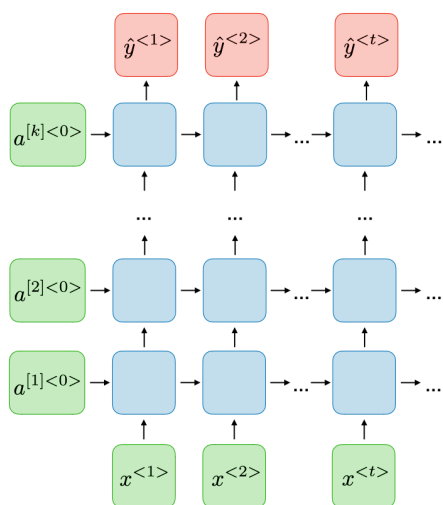 ŷ<1> ŷ<2> ŷ<t>
a[k]<0> ... ...
... ... ...
a[2]<0> ... ...
a[1]<0> ... ...
x<1> x<2> x<t>